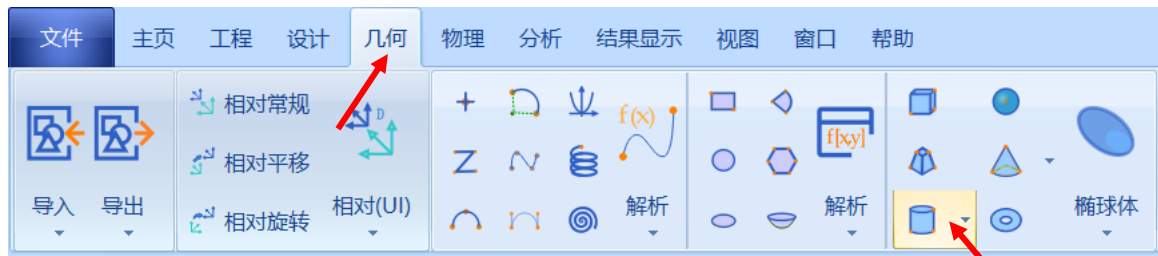 文件 主页 工程 设计 几何 物理 分析 结果显示 视图 窗口 帮助
相对常规
D
f(x)
f[x,y]
相对平移
导入 导出 相对(UI) 解析 解析 椭球体
相对旋转